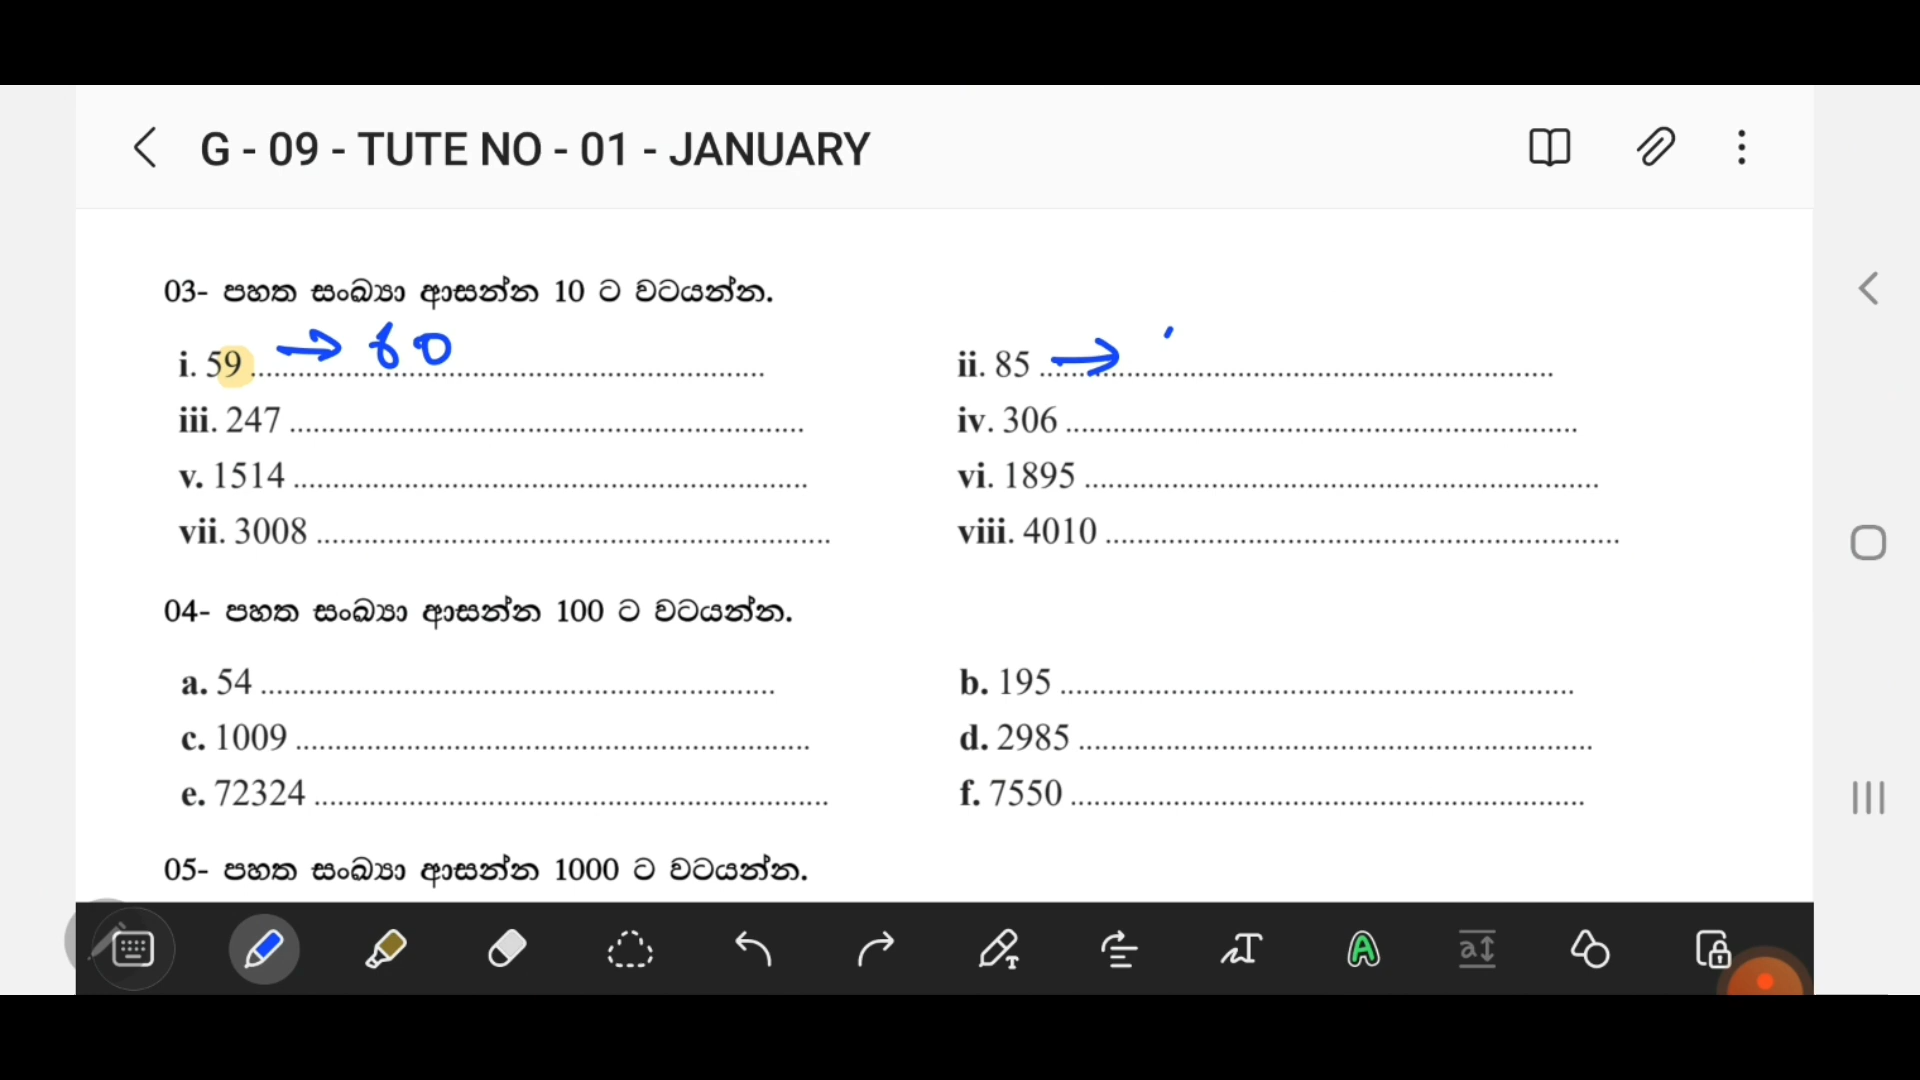 G - 09 - TUTE NO - 01 - JANUARY
03- පහත සංඛ්‍යා ආසන්න 10 ට වටයන්න.
i. 59 ........ → 60
ii. 85 ........ →
iii. 247 ........
iv. 306 ........
v. 1514 ........
vi. 1895 ........
vii. 3008 ........
viii. 4010 ........
04- පහත සංඛ්‍යා ආසන්න 100 ට වටයන්න.
a. 54 ........
b. 195 ........
c. 1009 ........
d. 2985 ........
e. 72324 ........
f. 7550 ........
05- පහත සංඛ්‍යා ආසන්න 1000 ට වටයන්න.